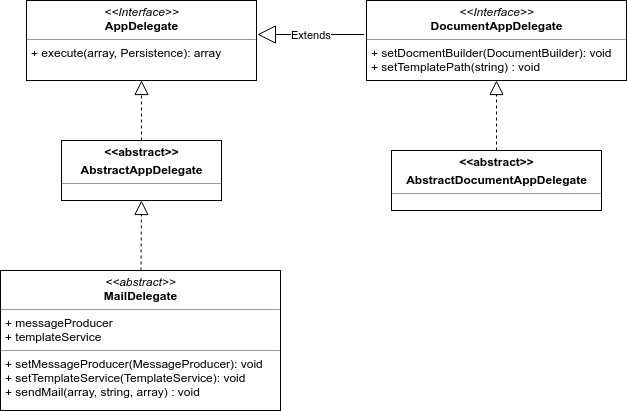 <<Interface>>
AppDelegate
+ execute(array, Persistence): array
Extends
<<Interface>>
DocumentAppDelegate
+ setDocmentBuilder(DocumentBuilder): void
+ setTemplatePath(string) : void
<<abstract>>
AbstractAppDelegate
<<abstract>>
AbstractDocumentAppDelegate
<<abstract>>
MailDelegate
+ messageProducer
+ templateService
+ setMessageProducer(MessageProducer): void
+ setTemplateService(TemplateService): void
+ sendMail(array, string, array) : void